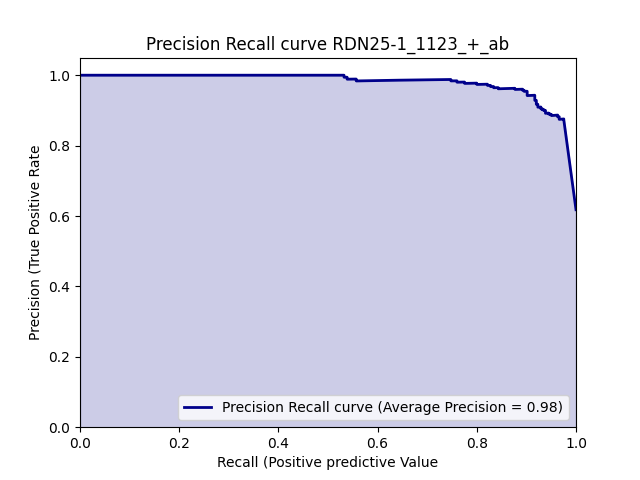 Precision Recall curve RDN25-1_1123_+_ab
1.0
0.8
0.6
0.4
0.2
0.0
Precision (True Positive Rate
Precision Recall curve (Average Precision = 0.98)
0.0 0.2 0.4 0.6 0.8 1.0
Recall (Positive predictive Value